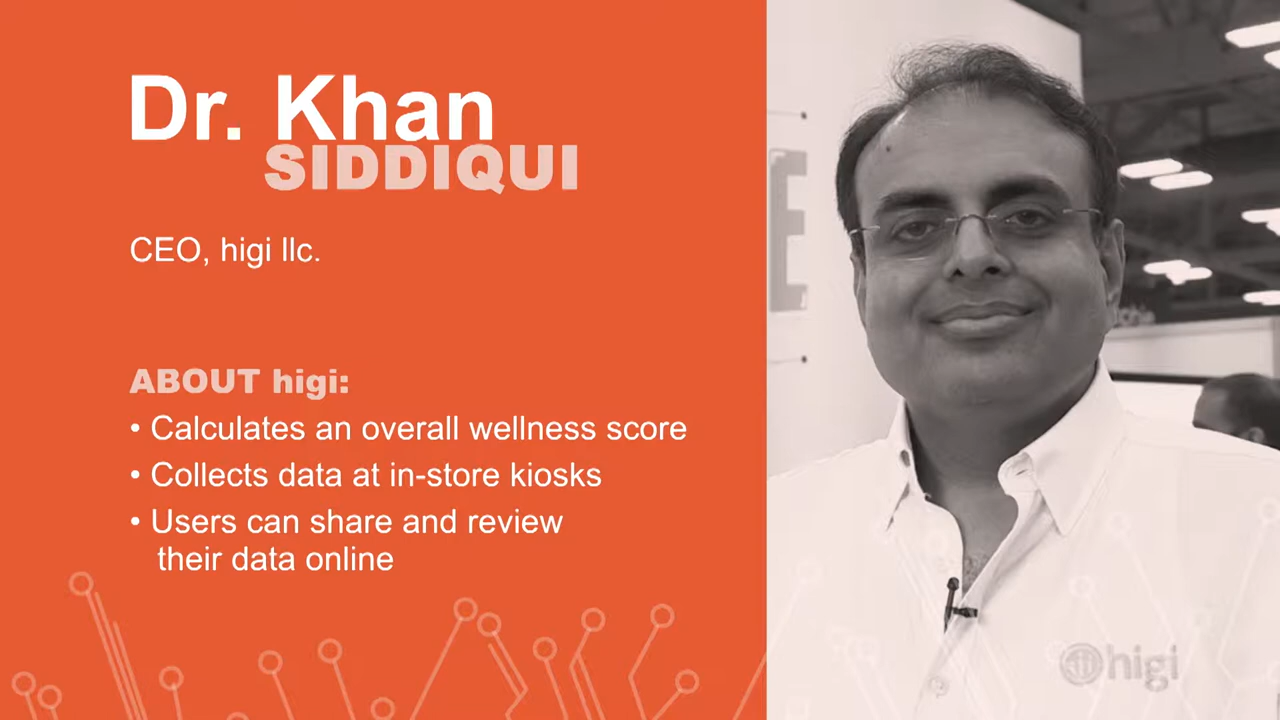 Dr. Khan
SIDDIQUI
CEO, higi llc.
ABOUT higi:
• Calculates an overall wellness score
• Collects data at in-store kiosks
• Users can share and review
their data online
higi